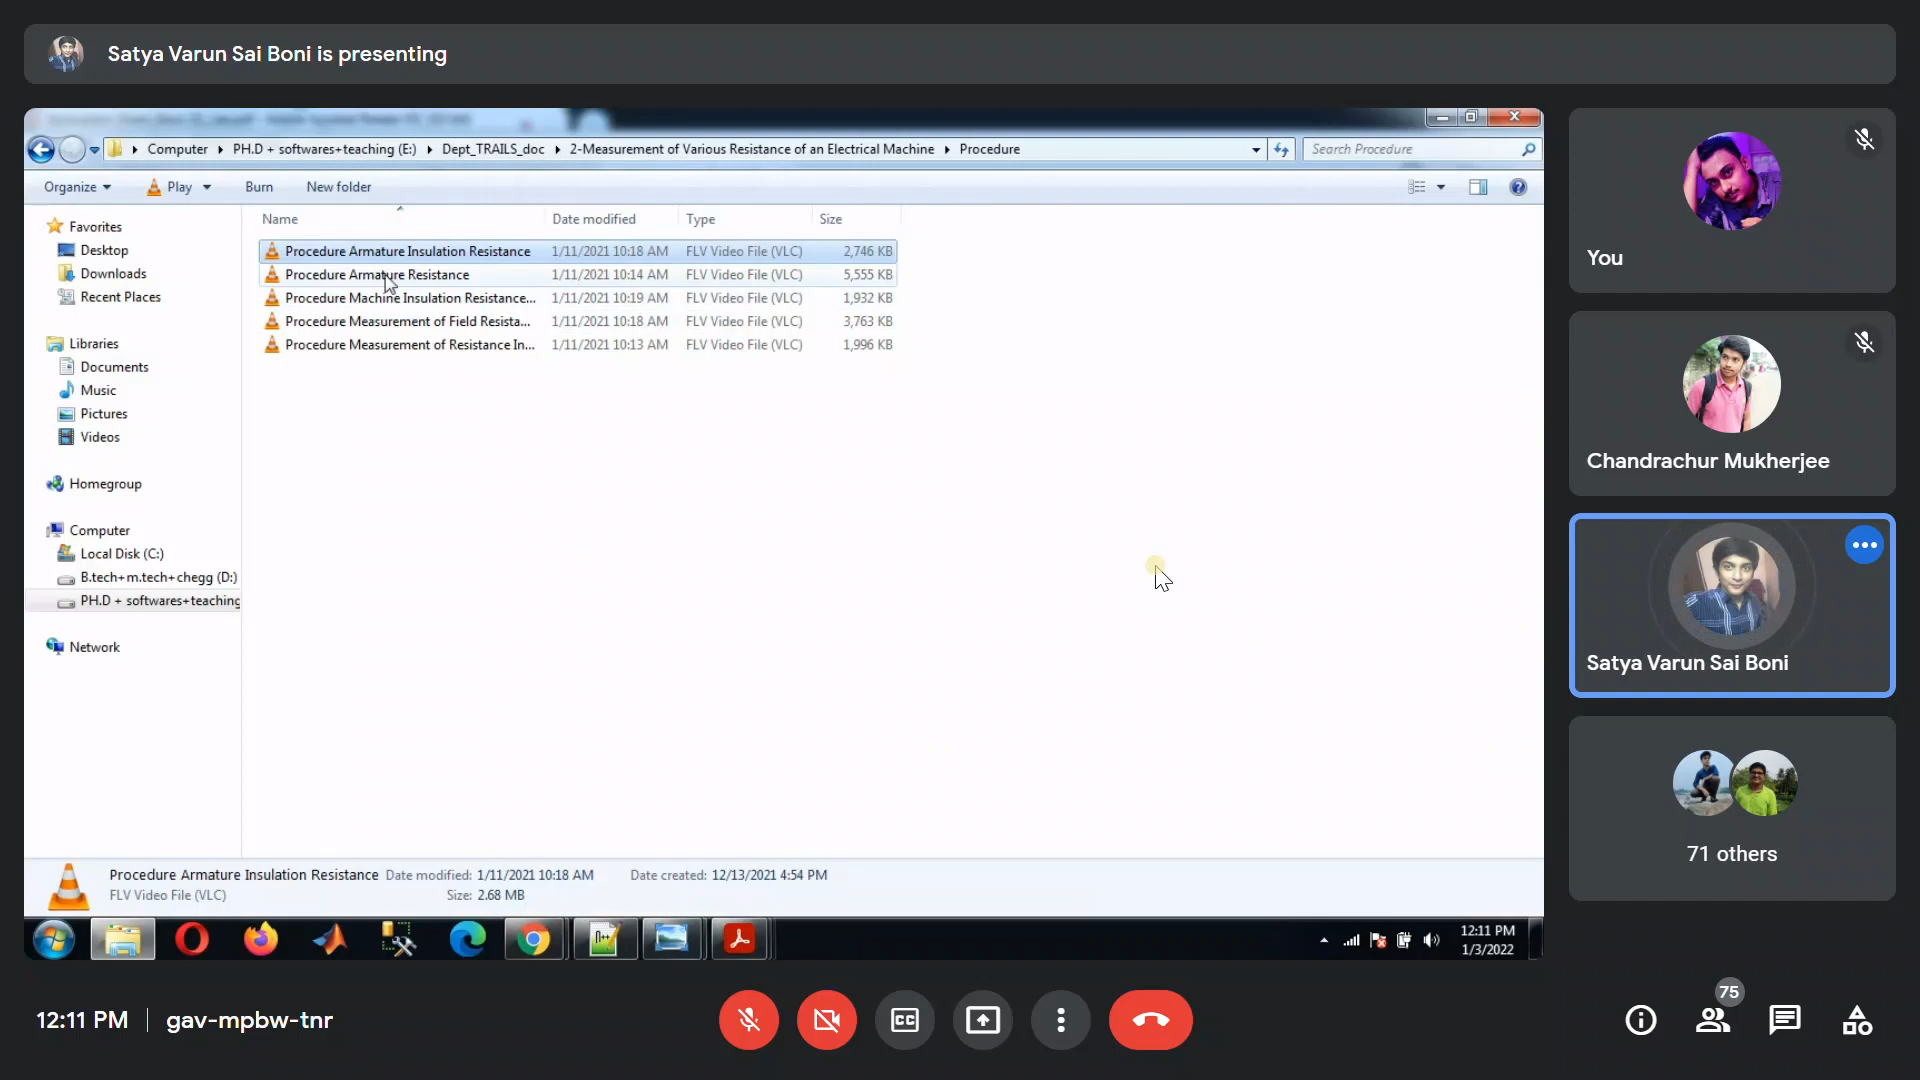 Satya Varun Sai Boni is presenting
Computer PH.D + softwares+teaching (E:) Dept_TRAILS_doc 2-Measurement of Various Resistance of an Electrical Machine Procedure
Search Procedure
Organize Play Burn New folder
Name Date modified Type Size
Procedure Armature Insulation Resistance 1/11/2021 10:18 AM FLV Video File (VLC) 2,746 KB
Procedure Armature Resistance 1/11/2021 10:14 AM FLV Video File (VLC) 5,555 KB
Procedure Machine Insulation Resistance... 1/11/2021 10:19 AM FLV Video File (VLC) 1,932 KB
Procedure Measurement of Field Resista... 1/11/2021 10:18 AM FLV Video File (VLC) 3,763 KB
Procedure Measurement of Resistance In... 1/11/2021 10:13 AM FLV Video File (VLC) 1,996 KB
Favorites
Desktop
Downloads
Recent Places
Libraries
Documents
Music
Pictures
Videos
Homegroup
Computer
Local Disk (C:)
B.tech+m.tech+chegg (D:)
PH.D + softwares+teaching
Network
Procedure Armature Insulation Resistance Date modified: 1/11/2021 10:18 AM Date created: 12/13/2021 4:54 PM
FLV Video File (VLC) Size: 2.68 MB
12:11 PM
1/3/2022
You
Chandrachur Mukherjee
Satya Varun Sai Boni
71 others
12:11 PM gav-mpbw-tnr
CC
75